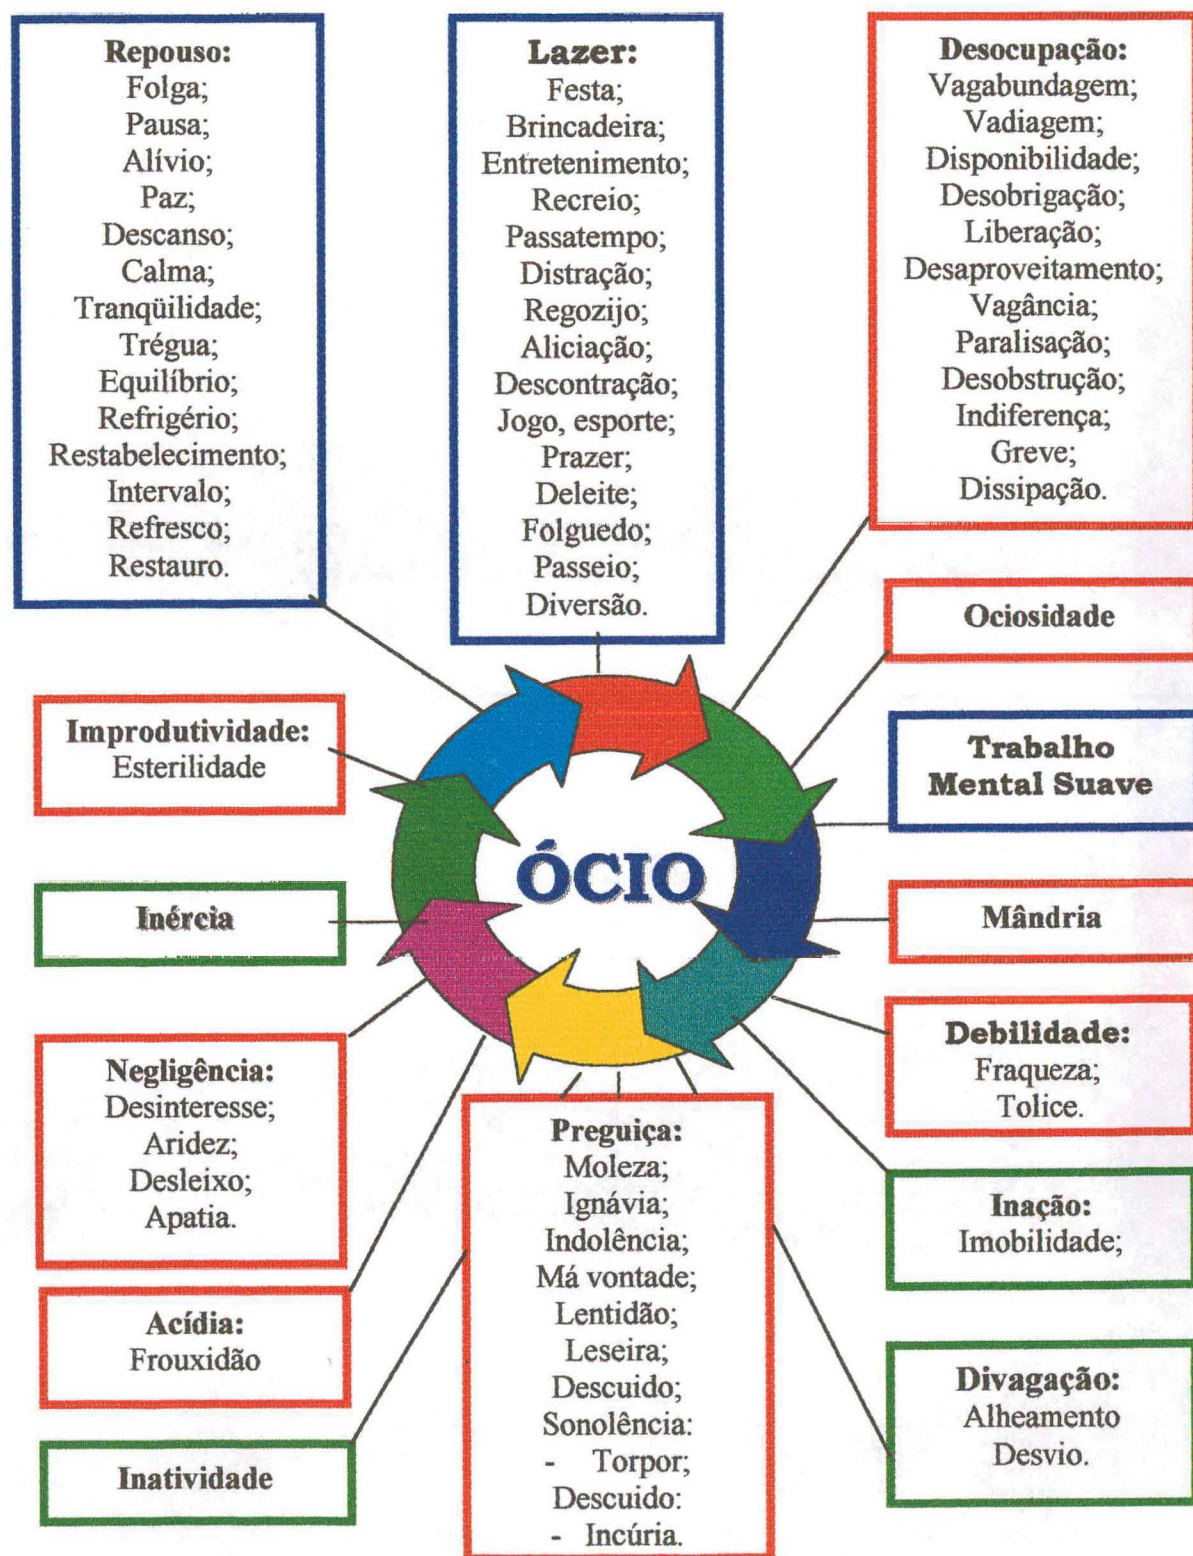 Repouso:
Folga;
Pausa;
Alívio;
Paz;
Descanso;
Calma;
Tranqüilidade;
Trégua;
Equilíbrio;
Refrigério;
Restabelecimento;
Intervalo;
Refresco;
Restauro.
Lazer:
Festa;
Brincadeira;
Entretenimento;
Recreio;
Passatempo;
Distração;
Regozijo;
Aliciação;
Descontração;
Jogo, esporte;
Prazer;
Deleite;
Folguedo;
Passeio;
Diversão.
Desocupação:
Vagabundagem;
Vadiagem;
Disponibilidade;
Desobrigação;
Liberação;
Desaproveitamento;
Vagância;
Paralisação;
Desobstrução;
Indiferença;
Greve;
Dissipação.
Ociosidade
Trabalho
Mental Suave
Mândria
Debilidade:
Fraqueza;
Tolice.
Inação:
Imobilidade;
Divagação:
Alheamento
Desvio.
ÓCIO
Improdutividade:
Esterilidade
Inércia
Negligência:
Desinteresse;
Aridez;
Desleixo;
Apatia.
Acídia:
Frouxidão
Inatividade
Preguiça:
Moleza;
Ignávia;
Indolência;
Má vontade;
Lentidão;
Leseira;
Descuido;
Sonolência:
- Torpor;
Descuido:
- Incúria.